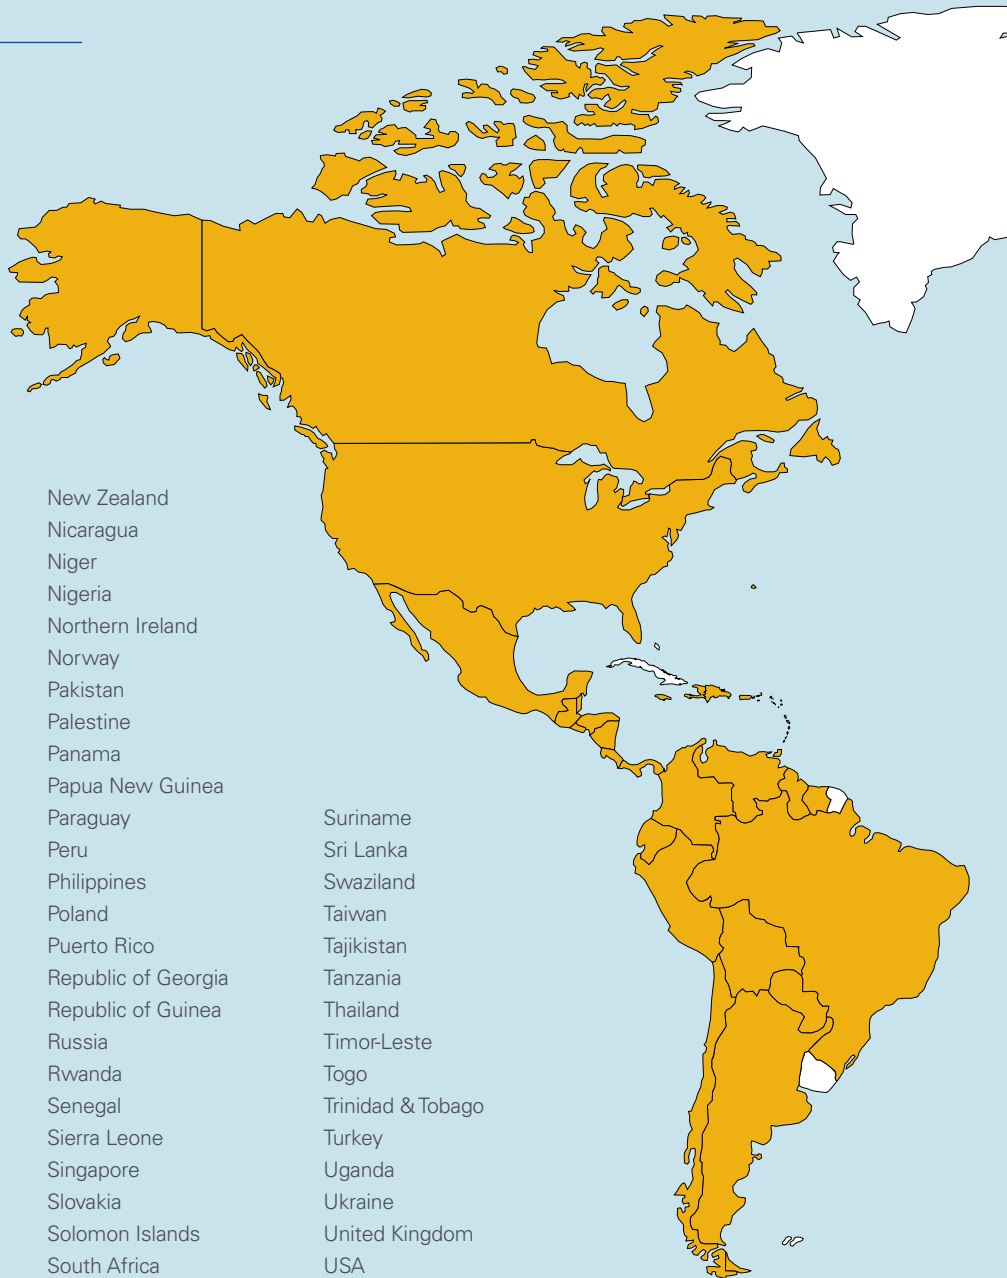 New Zealand
Nicaragua
Niger
Nigeria
Northern Ireland
Norway
Pakistan
Palestine
Panama
Papua New Guinea
Paraguay
Peru
Philippines
Poland
Puerto Rico
Republic of Georgia
Republic of Guinea
Russia
Rwanda
Senegal
Sierra Leone
Singapore
Slovakia
Solomon Islands
South Africa
Suriname
Sri Lanka
Swaziland
Taiwan
Tajikistan
Tanzania
Thailand
Timor-Leste
Togo
Trinidad & Tobago
Turkey
Uganda
Ukraine
United Kingdom
USA